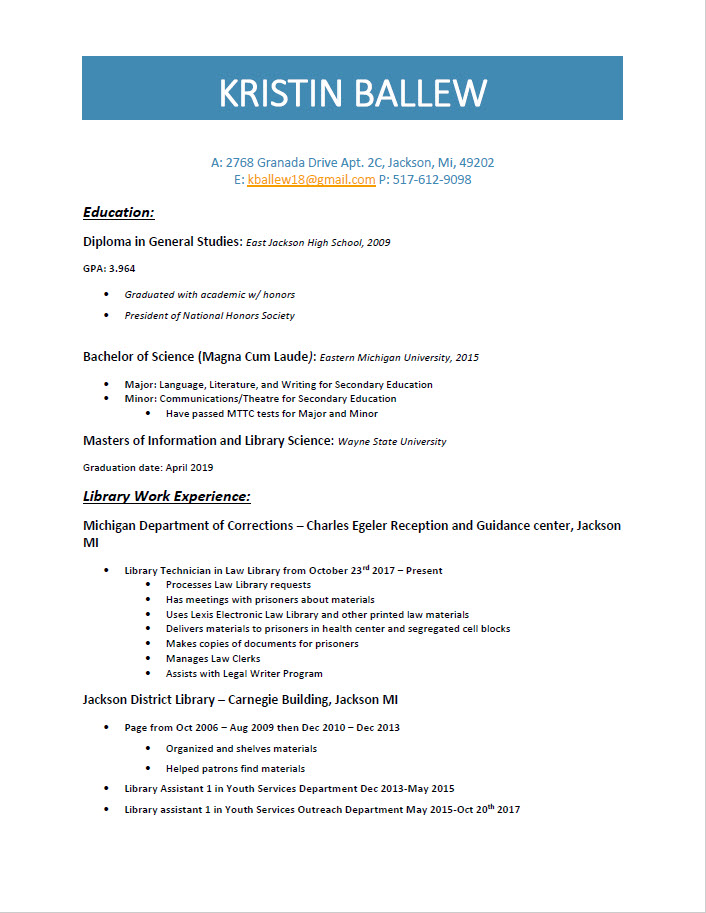 KRISTIN BALLEW
A: 2768 Granada Drive Apt. 2C, Jackson, Mi, 49202
E: kballew18@gmail.com P: 517-612-9098
Education:
Diploma in General Studies: East Jackson High School, 2009
GPA: 3.964
• Graduated with academic w/ honors
• President of National Honors Society
Bachelor of Science (Magna Cum Laude): Eastern Michigan University, 2015
• Major: Language, Literature, and Writing for Secondary Education
• Minor: Communications/Theatre for Secondary Education
• Have passed MTTC tests for Major and Minor
Masters of Information and Library Science: Wayne State University
Graduation date: April 2019
Library Work Experience:
Michigan Department of Corrections – Charles Egeler Reception and Guidance center, Jackson
MI
• Library Technician in Law Library from October 23rd 2017 – Present
• Processes Law Library requests
• Has meetings with prisoners about materials
• Uses Lexis Electronic Law Library and other printed law materials
• Delivers materials to prisoners in health center and segregated cell blocks
• Makes copies of documents for prisoners
• Manages Law Clerks
• Assists with Legal Writer Program
Jackson District Library – Carnegie Building, Jackson MI
• Page from Oct 2006 – Aug 2009 then Dec 2010 – Dec 2013
• Organized and shelves materials
• Helped patrons find materials
• Library Assistant 1 in Youth Services Department Dec 2013-May 2015
• Library assistant 1 in Youth Services Outreach Department May 2015-Oct 20th 2017